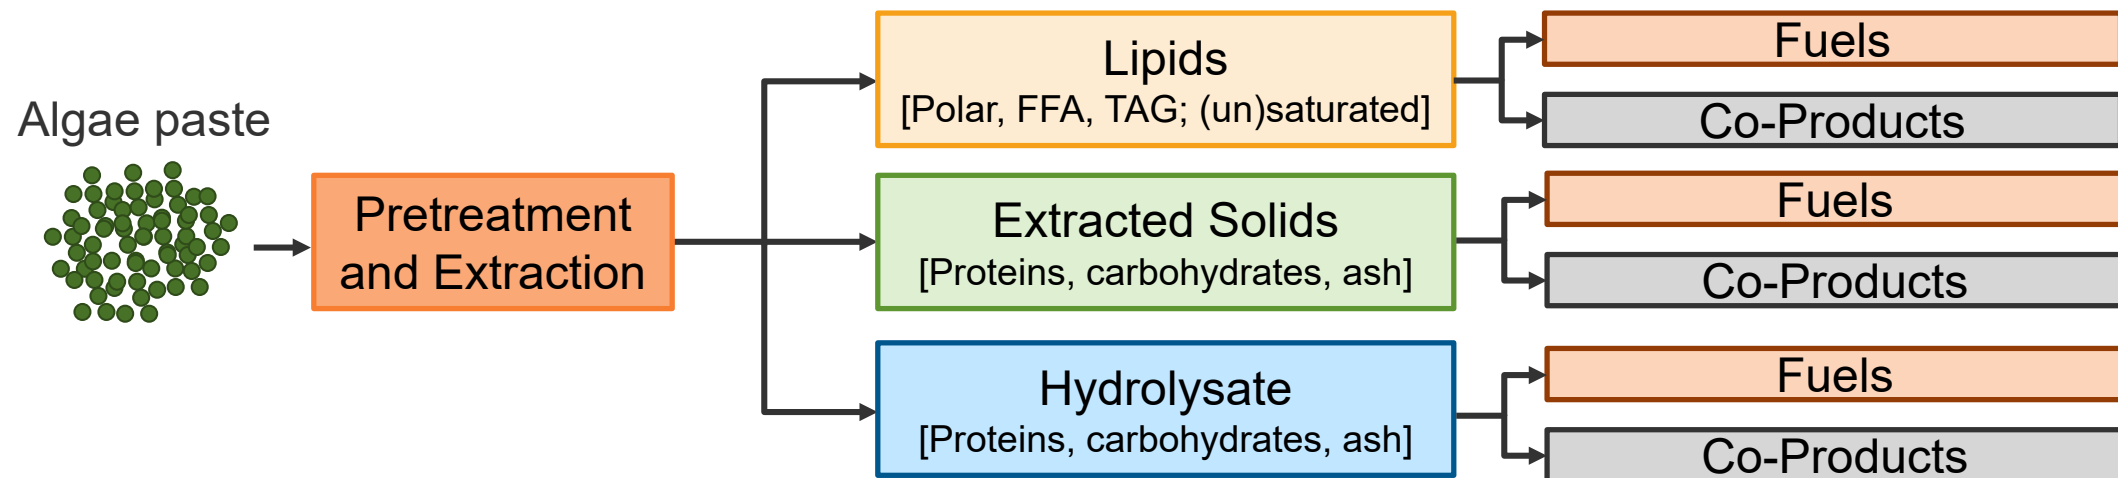 Algae paste
Pretreatment
and Extraction
Lipids
[Polar, FFA, TAG; (un)saturated]
Fuels
Co-Products
Extracted Solids
[Proteins, carbohydrates, ash]
Fuels
Co-Products
Hydrolysate
[Proteins, carbohydrates, ash]
Fuels
Co-Products